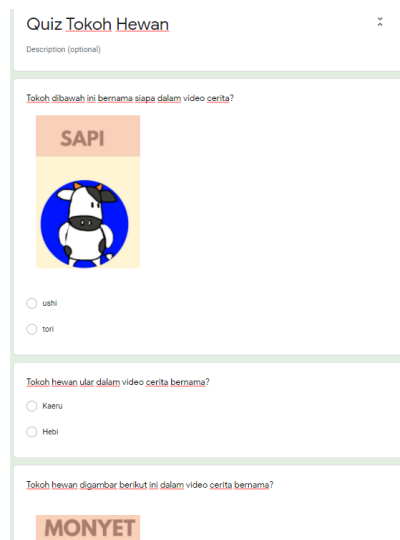 Quiz Tokoh Hewan
Description (optional)
Tokoh dibawah ini bernama siapa dalam video cerita?
SAPI
ushi
tori
Tokoh hewan ular dalam video cerita bernama?
Kaeru
Hebi
Tokoh hewan digambar berikut ini dalam video cerita bernama?
MONYET